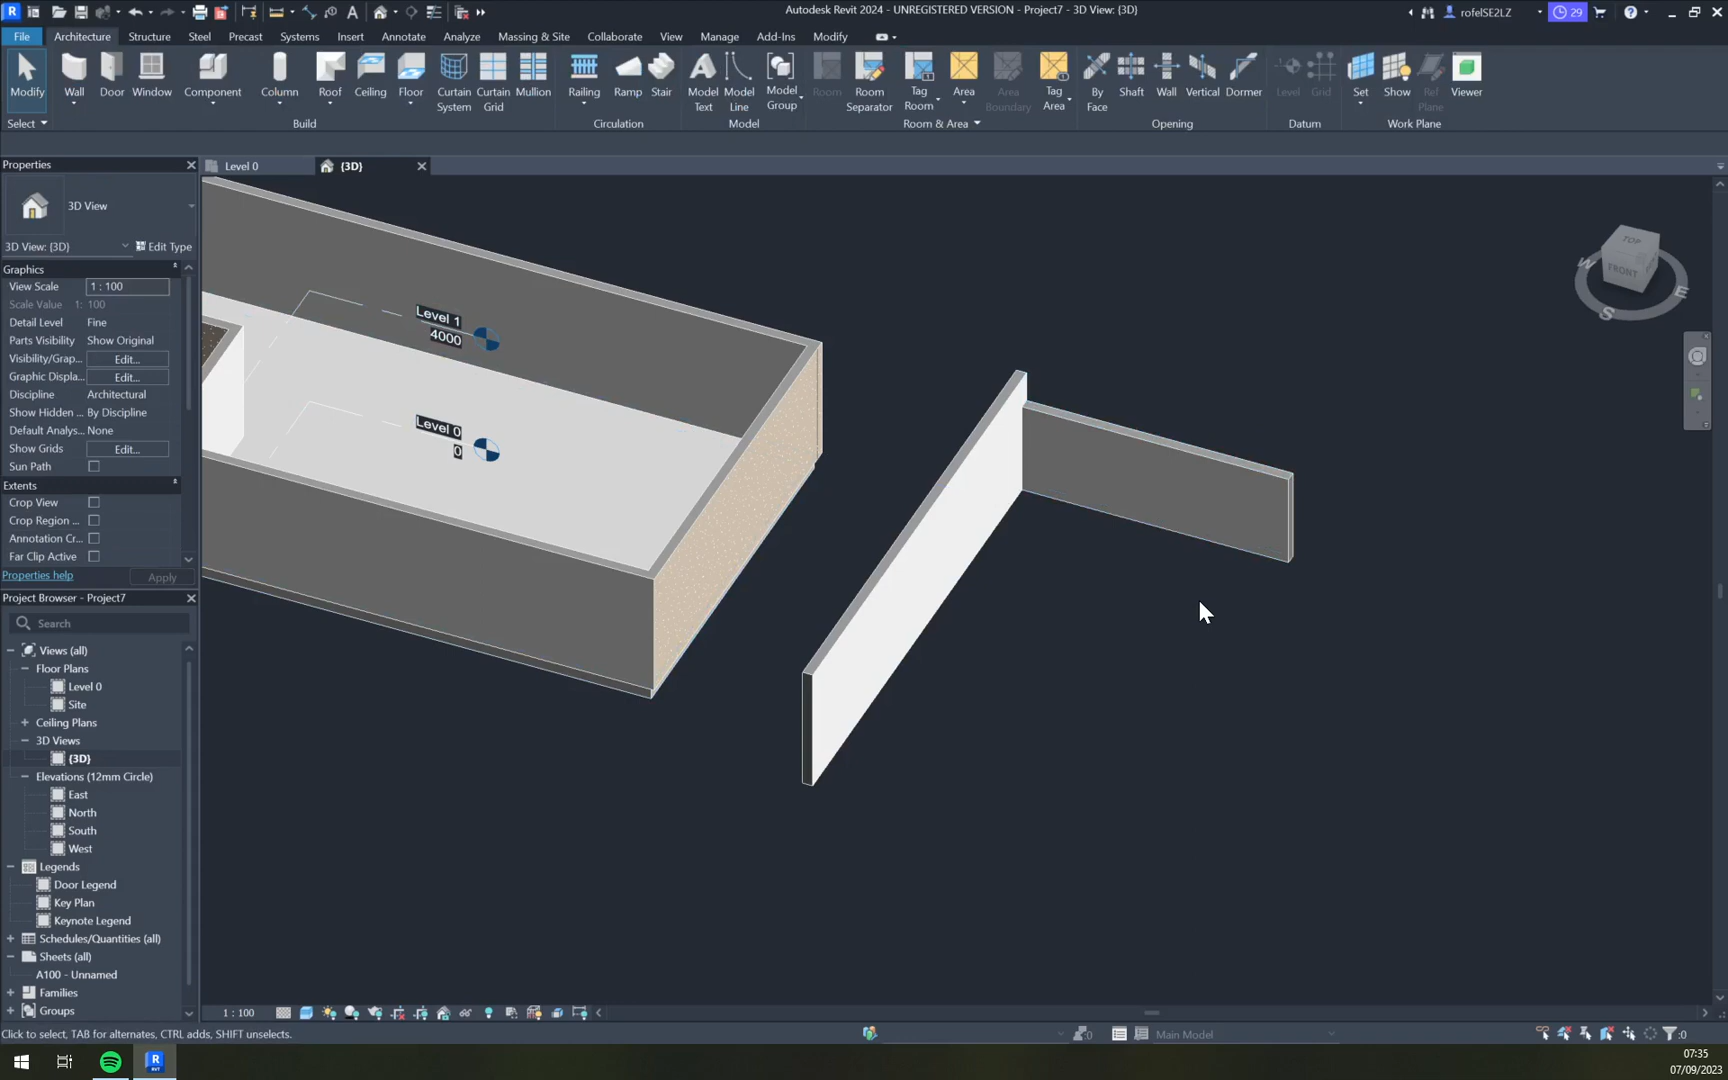 Autodesk Revit 2024 - UNREGISTERED VERSION - Project7 - 3D View: {3D}
rofelSE2LZ
29
File Architecture Structure Steel Precast Systems Insert Annotate Analyze Massing & Site Collaborate View Manage Add-Ins Modify
Modify
Wall
Door
Window
Component
Column
Roof
Ceiling
Floor
Curtain System
Curtain Grid
Mullion
Railing
Ramp
Stair
Model Text
Model Line
Model Group
Room
Room Separator
Tag Room
Area
Area Boundary
Tag Area
By Face
Shaft
Wall
Vertical
Dormer
Level
Grid
Set
Show
Ref Plane
Viewer
Select
Build
Circulation
Model
Room & Area
Opening
Datum
Work Plane
Properties
Level 0
{3D}
3D View
3D View: {3D}
Edit Type
Graphics
View Scale 1 : 100
Scale Value 1: 100
Detail Level Fine
Parts Visibility Show Original
Visibility/Grap... Edit...
Graphic Displa... Edit...
Discipline Architectural
Show Hidden ... By Discipline
Default Analys... None
Show Grids Edit...
Sun Path
Extents
Crop View
Crop Region ...
Annotation Cr...
Far Clip Active
Properties help
Apply
Project Browser - Project7
Search
Views (all)
Floor Plans
Level 0
Site
Ceiling Plans
3D Views
{3D}
Elevations (12mm Circle)
East
North
South
West
Legends
Door Legend
Key Plan
Keynote Legend
Schedules/Quantities (all)
Sheets (all)
A100 - Unnamed
Families
Groups
Level 1
4000
Level 0
0
TOP
FRONT
W
S
E
1 : 100
Click to select, TAB for alternates, CTRL adds, SHIFT unselects.
:0
Main Model
:0
07:35
07/09/2023